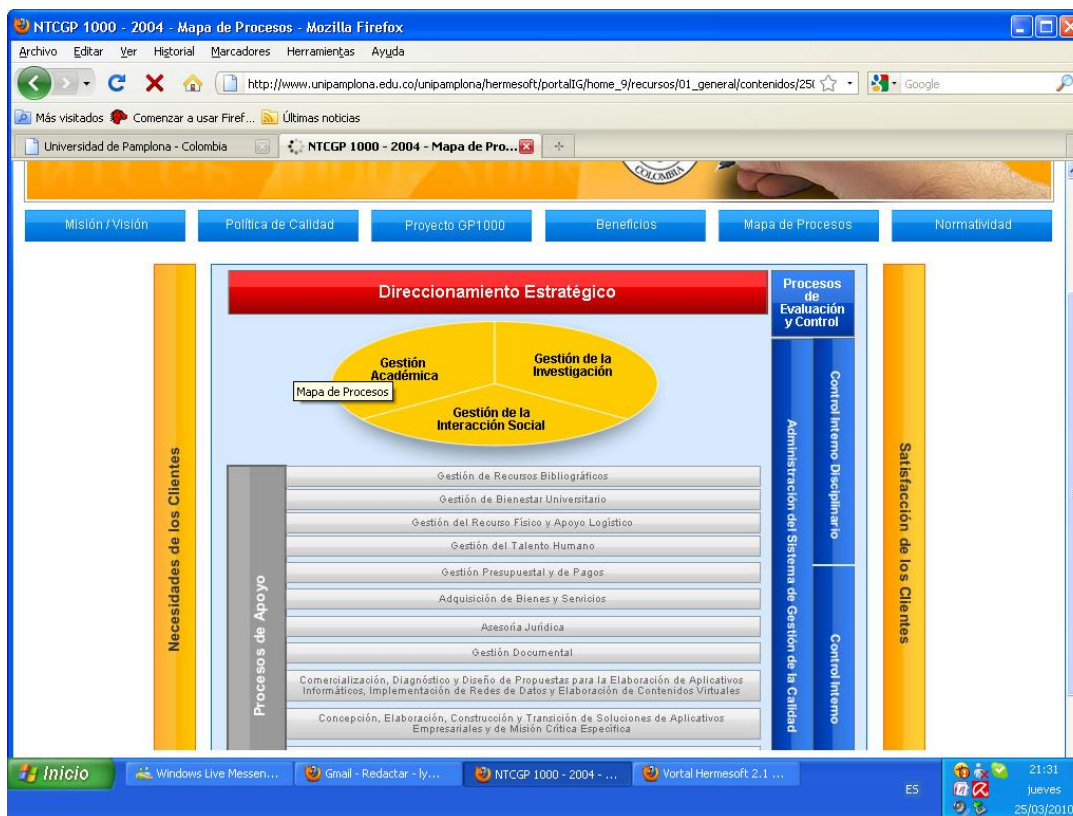 NTCGP 1000 - 2004 - Mapa de Procesos - Mozilla Firefox
Archivo Editar Ver Historial Marcadores Herramientas Ayuda
http://www.unipamplona.edu.co/unipamplona/hermesoft/portalIG/home_9/recursos/01_general/contenidos/25(
Google
Más visitados Comenzar a usar Firef... Últimas noticias
Universidad de Pamplona - Colombia
NTCGP 1000 - 2004 - Mapa de Pro...
COLOMBIA
Misión / Visión
Política de Calidad
Proyecto GP1000
Beneficios
Mapa de Procesos
Normatividad
Necesidades de los Clientes
Direccionamiento Estratégico
Gestión
Académica
Gestión de la
Investigación
Mapa de Procesos
Gestión de la
Interacción Social
Procesos de Apoyo
Gestión de Recursos Bibliográficos
Gestión de Bienestar Universitario
Gestión del Recurso Físico y Apoyo Logístico
Gestión del Talento Humano
Gestión Presupuestal y de Pagos
Adquisición de Bienes y Servicios
Asesoría Jurídica
Gestión Documental
Comercialización, Diagnóstico y Diseño de Propuestas para la Elaboración de Aplicativos
Informáticos, Implementación de Redes de Datos y Elaboración de Contenidos Virtuales
Concepción, Elaboración, Construcción y Transición de Soluciones de Aplicativos
Empresariales y de Misión Crítica Específica
Procesos
de
Evaluación
y Control
Administración del Sistema de Gestión de la Calidad
Control Interno Disciplinario
Control Interno
Satisfacción de los Clientes
Inicio
Windows Live Messen...
Gmail - Redactar - ly...
NTCGP 1000 - 2004 - ...
Vortal Hermesoft 2.1 ...
ES
21:31
jueves
25/03/2010